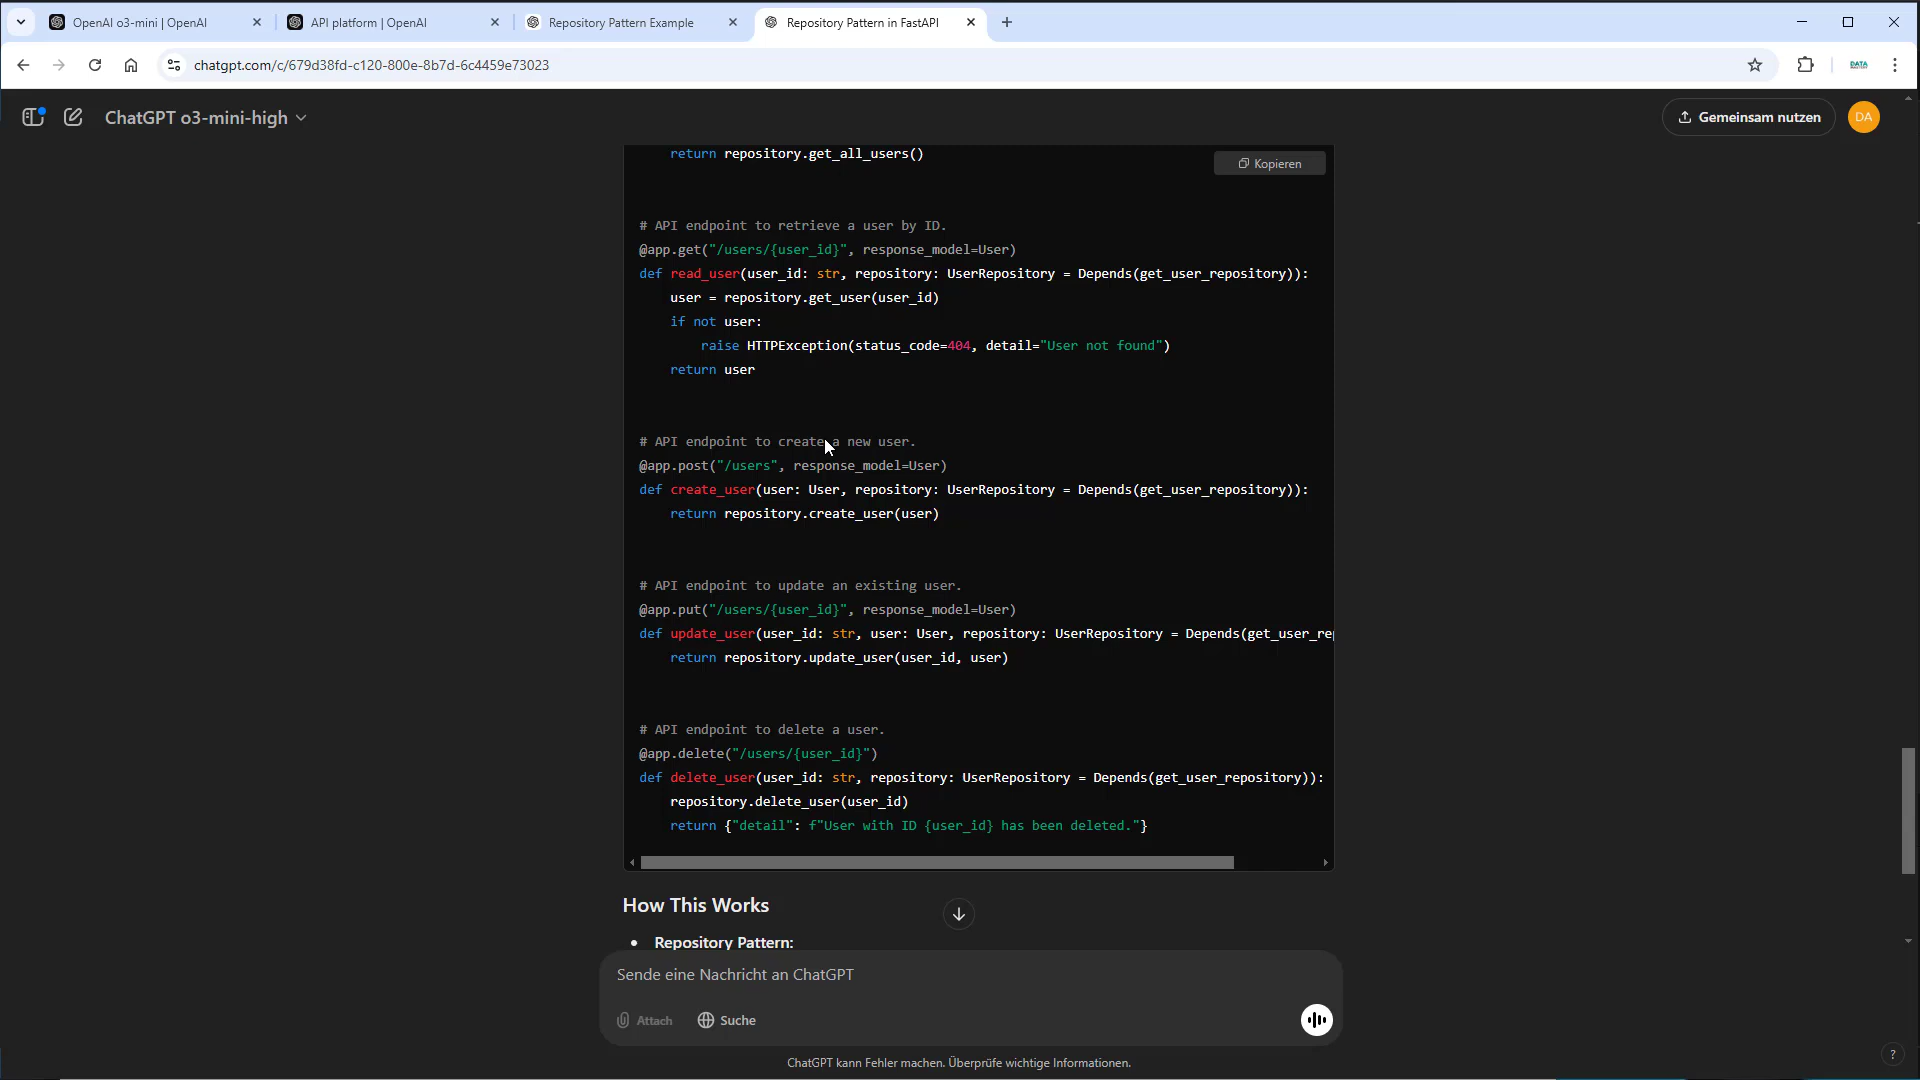 OpenAI o3-mini | OpenAI
API platform | OpenAI
Repository Pattern Example
Repository Pattern in FastAPI
chatgpt.com/c/679d38fd-c120-800e-8b7d-6c4459e73023
DATA
ChatGPT o3-mini-high
Gemeinsam nutzen
DA
return repository.get_all_users()
Kopieren
# API endpoint to retrieve a user by ID.
@app.get("/users/{user_id}", response_model=User)
def read_user(user_id: str, repository: UserRepository = Depends(get_user_repository)):
    user = repository.get_user(user_id)
    if not user:
        raise HTTPException(status_code=404, detail="User not found")
    return user
# API endpoint to create a new user.
@app.post("/users", response_model=User)
def create_user(user: User, repository: UserRepository = Depends(get_user_repository)):
    return repository.create_user(user)
# API endpoint to update an existing user.
@app.put("/users/{user_id}", response_model=User)
def update_user(user_id: str, user: User, repository: UserRepository = Depends(get_user_rep
    return repository.update_user(user_id, user)
# API endpoint to delete a user.
@app.delete("/users/{user_id}")
def delete_user(user_id: str, repository: UserRepository = Depends(get_user_repository)):
    repository.delete_user(user_id)
    return {"detail": f"User with ID {user_id} has been deleted."}
How This Works
• Repository Pattern:
Sende eine Nachricht an ChatGPT
Attach
Suche
ChatGPT kann Fehler machen. Überprüfe wichtige Informationen.
?